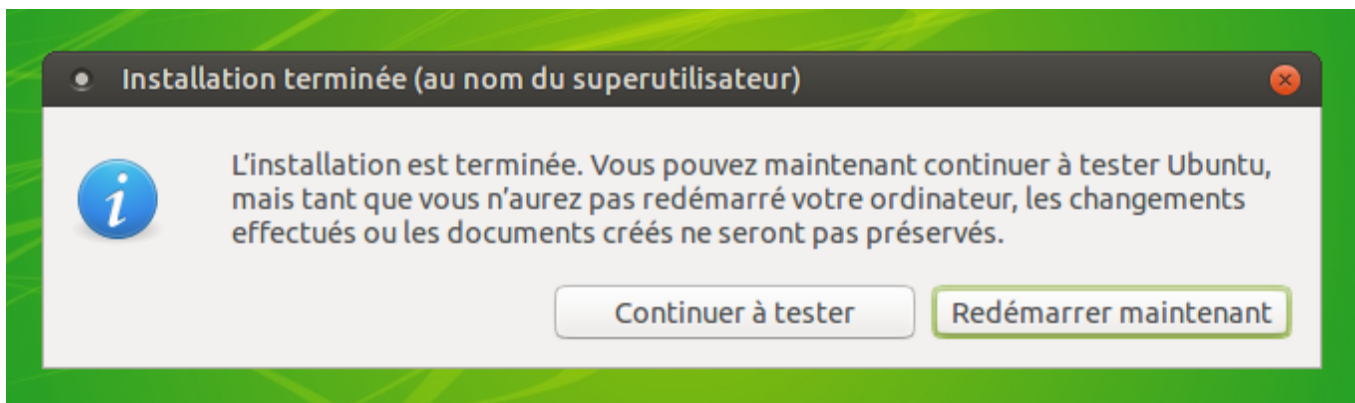 Installation terminée (au nom du superutilisateur)
L’installation est terminée. Vous pouvez maintenant continuer à tester Ubuntu,
mais tant que vous n’aurez pas redémarré votre ordinateur, les changements
effectués ou les documents créés ne seront pas préservés.
Continuer à tester
Redémarrer maintenant